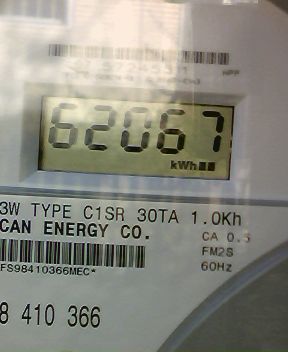 62067
kWh
3W TYPE C1SR 30TA 1.0Kh
CAN ENERGY CO.
CA 0.5
FM2S
60Hz
FS98410366MEC*
8 410 366